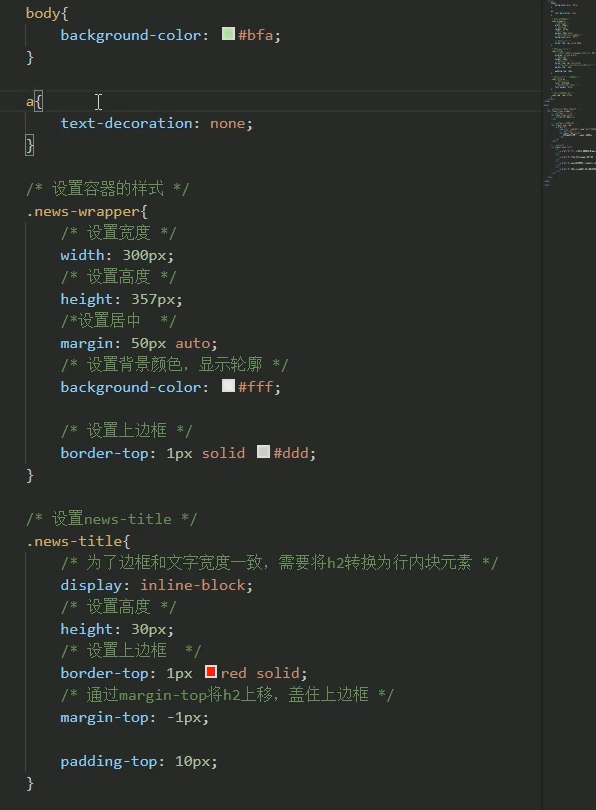 body{
background-color: #bfa;
}
a{
text-decoration: none;
}
/* 设置容器的样式 */
.news-wrapper{
/* 设置宽度 */
width: 300px;
/* 设置高度 */
height: 357px;
/*设置居中  */
margin: 50px auto;
/* 设置背景颜色，显示轮廓 */
background-color: #fff;
/* 设置上边框 */
border-top: 1px solid #ddd;
}
/* 设置news-title */
.news-title{
/* 为了边框和文字宽度一致，需要将h2转换为行内块元素 */
display: inline-block;
/* 设置高度 */
height: 30px;
/* 设置上边框  */
border-top: 1px red solid;
/* 通过margin-top将h2上移，盖住上边框 */
margin-top: -1px;
padding-top: 10px;
}